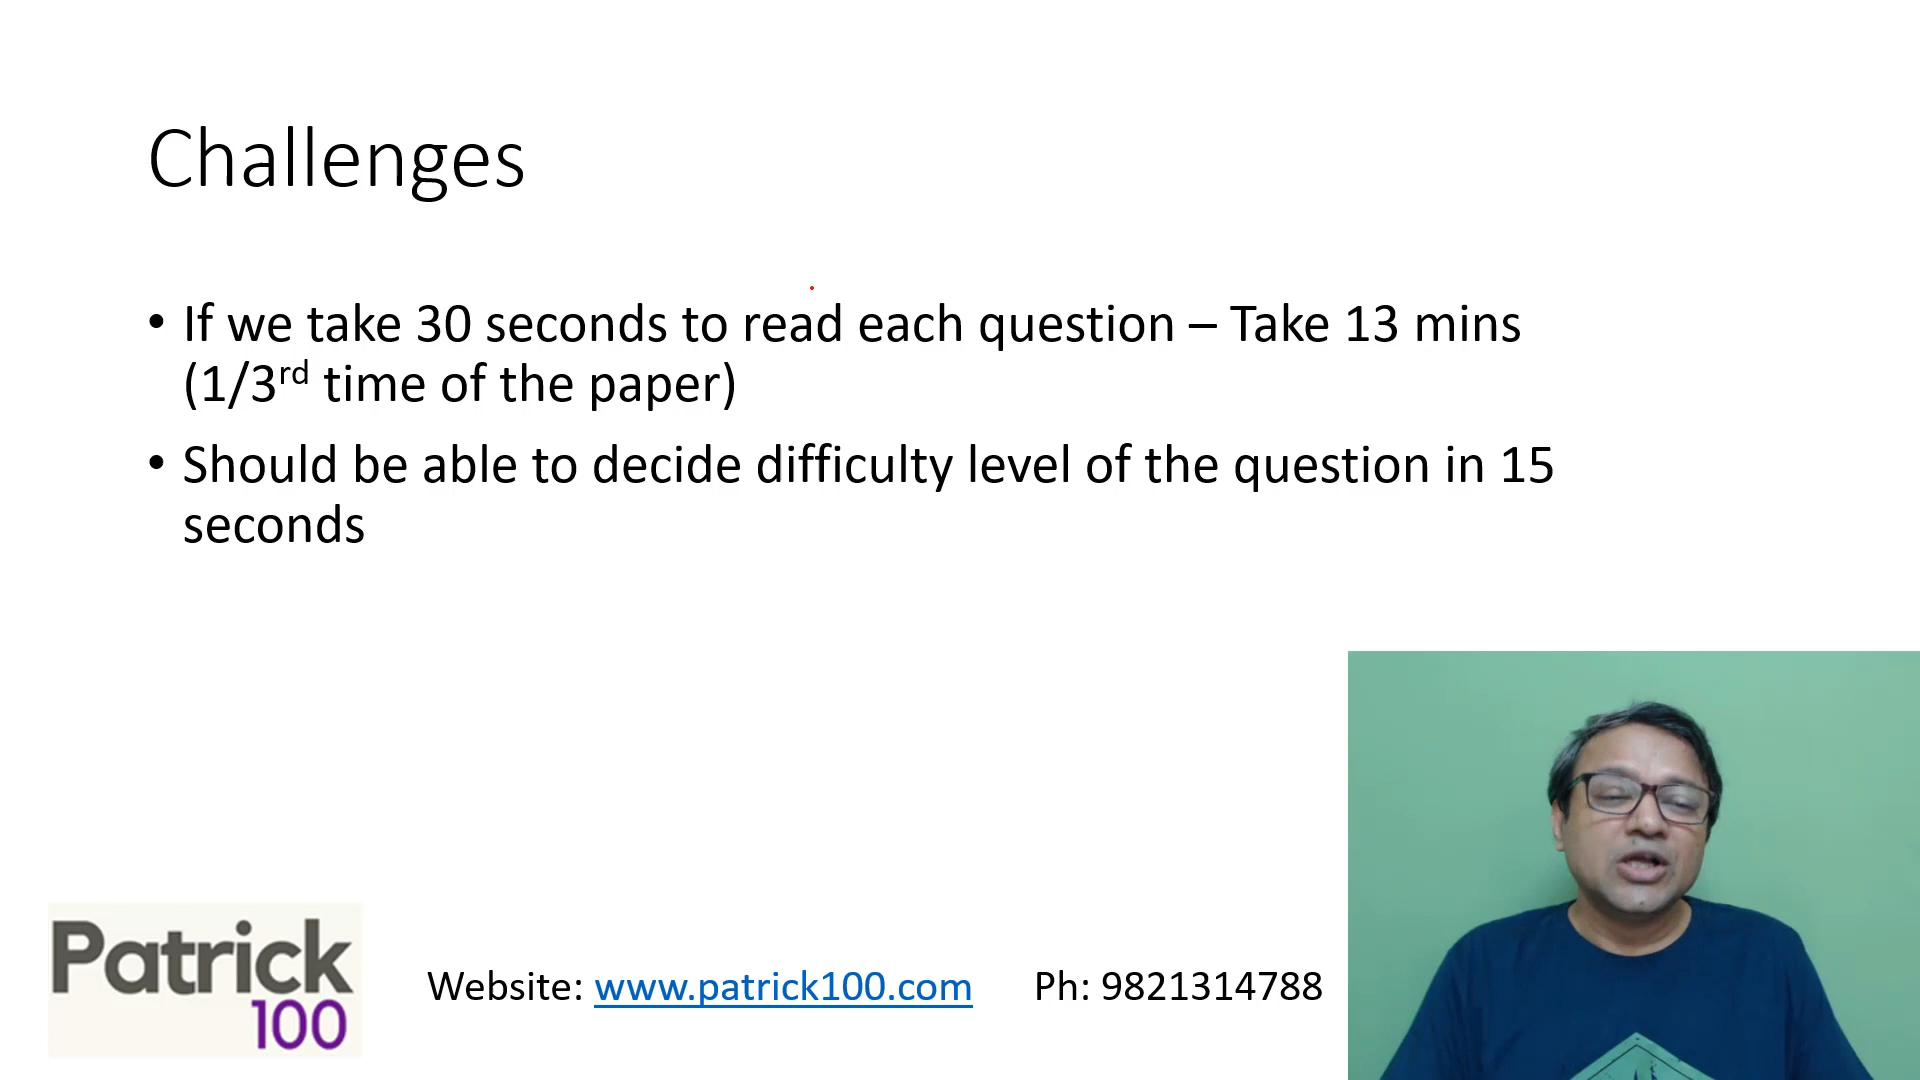 Challenges
• If we take 30 seconds to read each question – Take 13 mins
(1/3rd time of the paper)
• Should be able to decide difficulty level of the question in 15
seconds
Patrick
100
Website: www.patrick100.com Ph: 9821314788